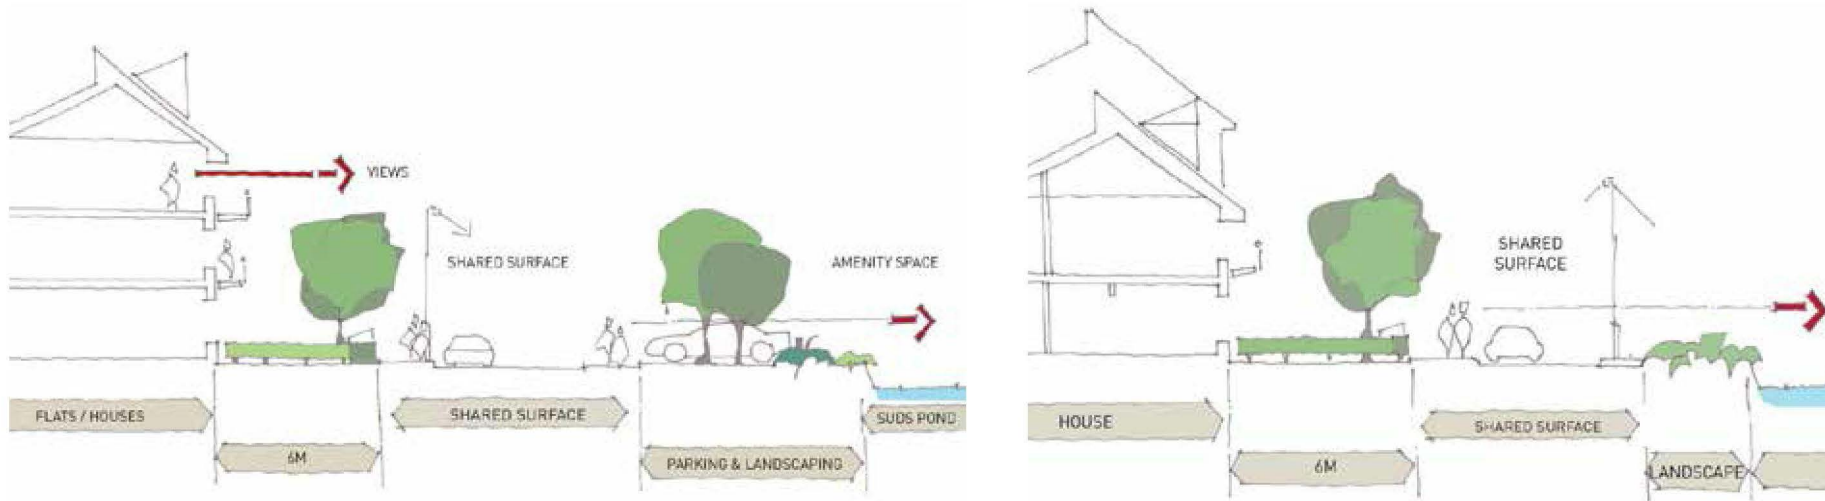 VIEWS
SHARED SURFACE
AMENITY SPACE
FLATS / HOUSES
SHARED SURFACE
SUDS POND
6M
PARKING & LANDSCAPING
SHARED
SURFACE
HOUSE
SHARED SURFACE
6M
LANDSCAPE